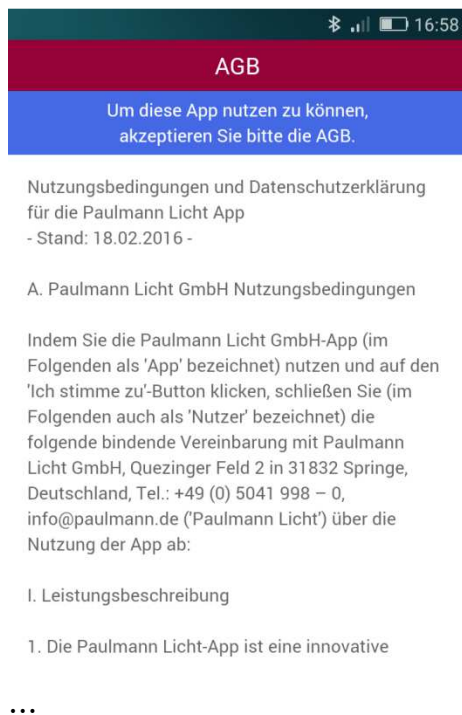 16:58
AGB
Um diese App nutzen zu können,
akzeptieren Sie bitte die AGB.
Nutzungsbedingungen und Datenschutzerklärung
für die Paulmann Licht App
- Stand: 18.02.2016 -
A. Paulmann Licht GmbH Nutzungsbedingungen
Indem Sie die Paulmann Licht GmbH-App (im
Folgenden als 'App' bezeichnet) nutzen und auf den
'Ich stimme zu'-Button klicken, schließen Sie (im
Folgenden auch als 'Nutzer' bezeichnet) die
folgende bindende Vereinbarung mit Paulmann
Licht GmbH, Quezinger Feld 2 in 31832 Springe,
Deutschland, Tel.: +49 (0) 5041 998 – 0,
info@paulmann.de ('Paulmann Licht') über die
Nutzung der App ab:
I. Leistungsbeschreibung
1. Die Paulmann Licht-App ist eine innovative
...